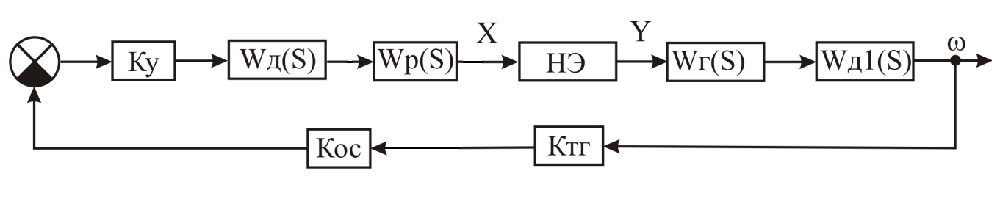 X Y ω
Ку Wд(S) Wр(S) НЭ Wг(S) Wд1(S)
Кос Ктг